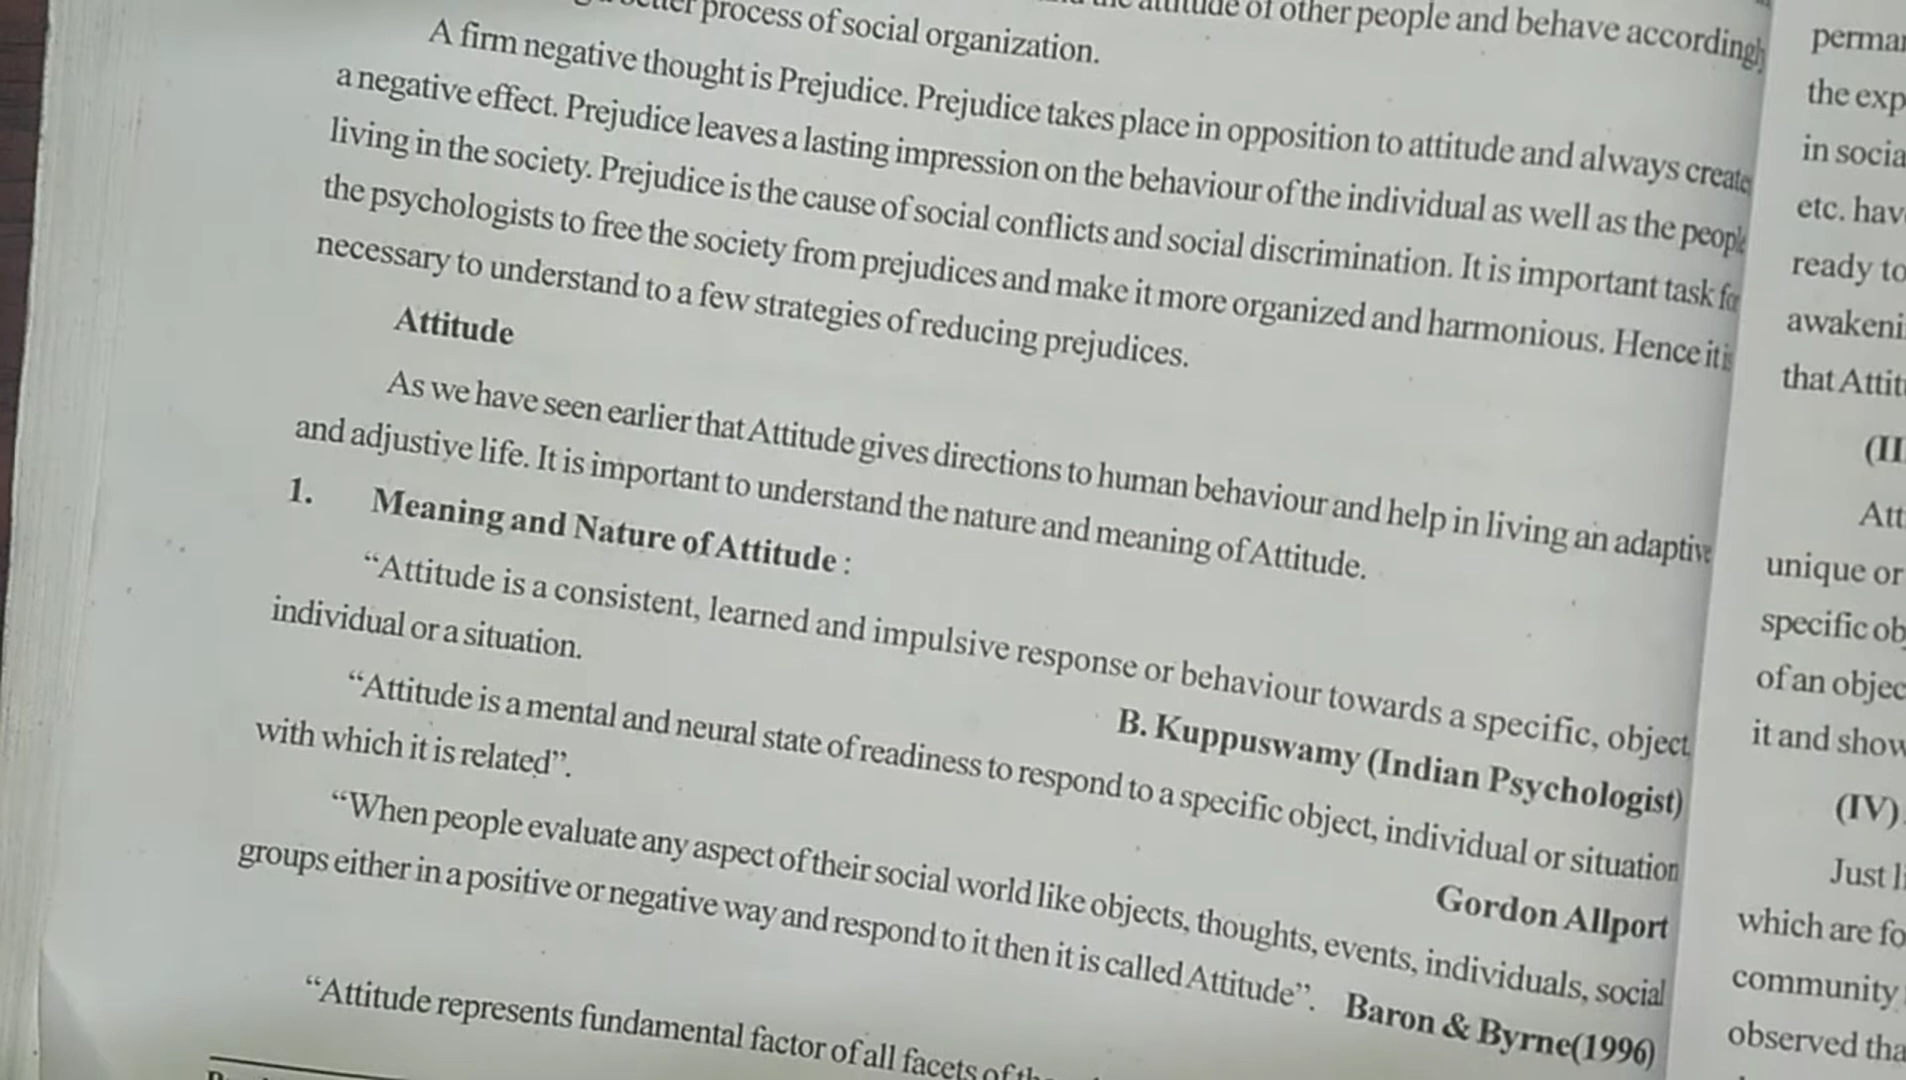 process of social organization.
attitude of other people and behave accordingly
A firm negative thought is Prejudice. Prejudice takes place in opposition to attitude and always create
a negative effect. Prejudice leaves a lasting impression on the behaviour of the individual as well as the people
living in the society. Prejudice is the cause of social conflicts and social discrimination. It is important task for
the psychologists to free the society from prejudices and make it more organized and harmonious. Hence it is
necessary to understand to a few strategies of reducing prejudices.
Attitude
As we have seen earlier that Attitude gives directions to human behaviour and help in living an adaptive
and adjustive life. It is important to understand the nature and meaning of Attitude.
1. Meaning and Nature of Attitude :
“Attitude is a consistent, learned and impulsive response or behaviour towards a specific, object
individual or a situation.
B. Kuppuswamy (Indian Psychologist)
“Attitude is a mental and neural state of readiness to respond to a specific object, individual or situation
with which it is related”.
Gordon Allport
“When people evaluate any aspect of their social world like objects, thoughts, events, individuals, social
groups either in a positive or negative way and respond to it then it is called Attitude”. Baron & Byrne(1996)
“Attitude represents fundamental factor of all facets of
the exp
in socia
etc. hav
ready to
awakeni
that Attit
(II
Att
unique or
specific ob
of an objec
it and show
(IV)
Just li
which are fo
community
observed tha